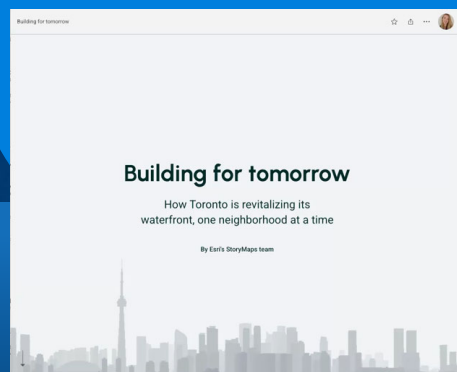 Building for tomorrow
Building for tomorrow
How Toronto is revitalizing its
waterfront, one neighborhood at a time
By Esri's StoryMaps team